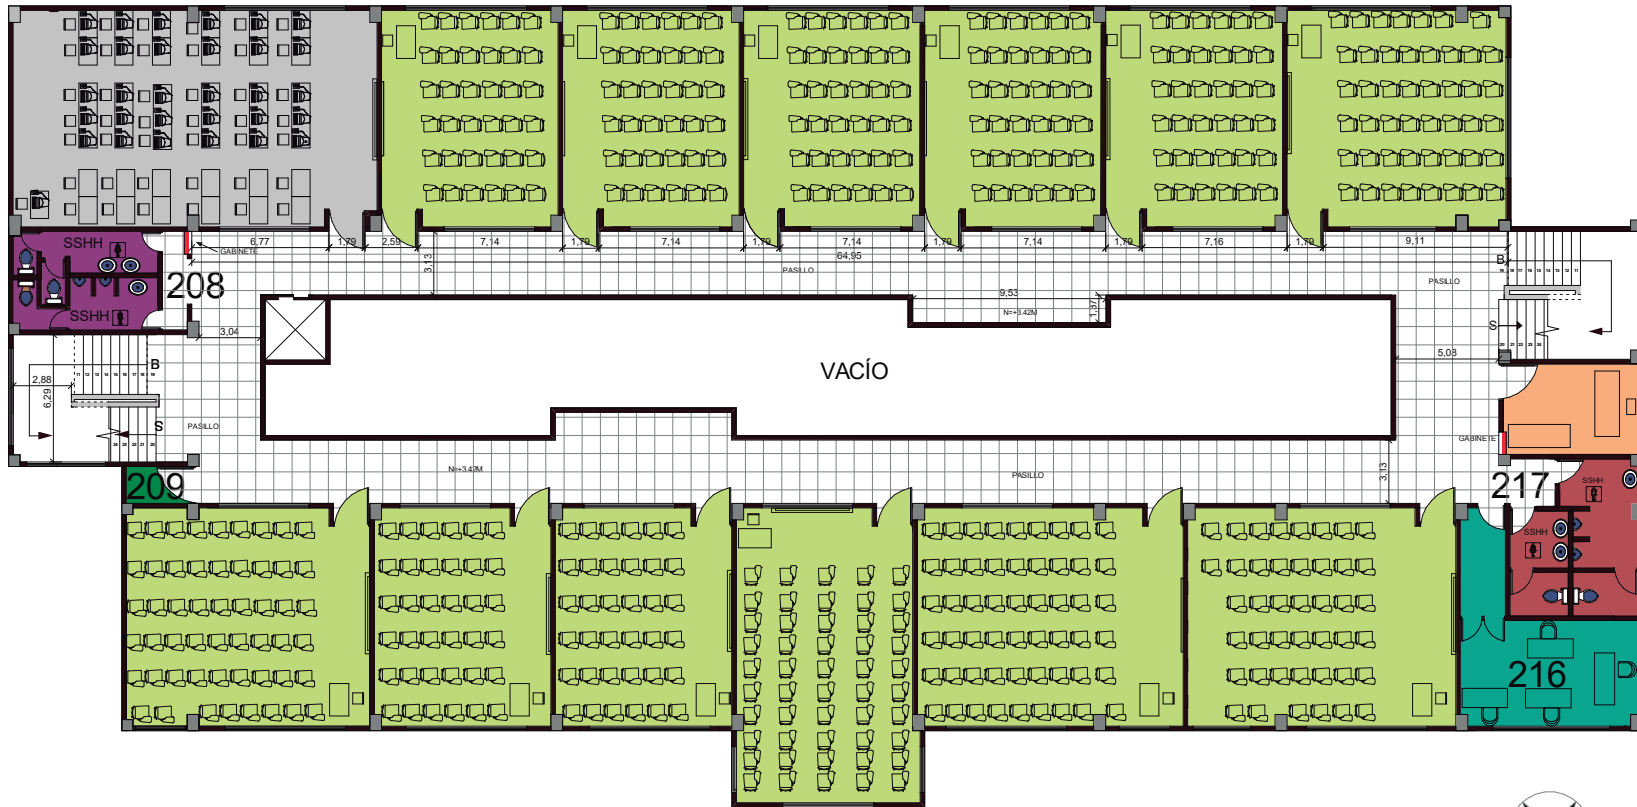 SSHH
GABINETE
6,77
1,79
2,59
7,14
1,79
7,14
1,79
7,14
1,79
7,14
1,79
7,16
1,79
9,11
64,95
3,13
PASILLO
PASILLO
B
208
SSHH
9,53
1,37
N=+3.42M
3,04
S
5,03
VACÍO
B
2,88
6,29
S
PASILLO
GABINETE
N=+3.42M
PASILLO
3,13
209
217
SSHH
SSHH
216